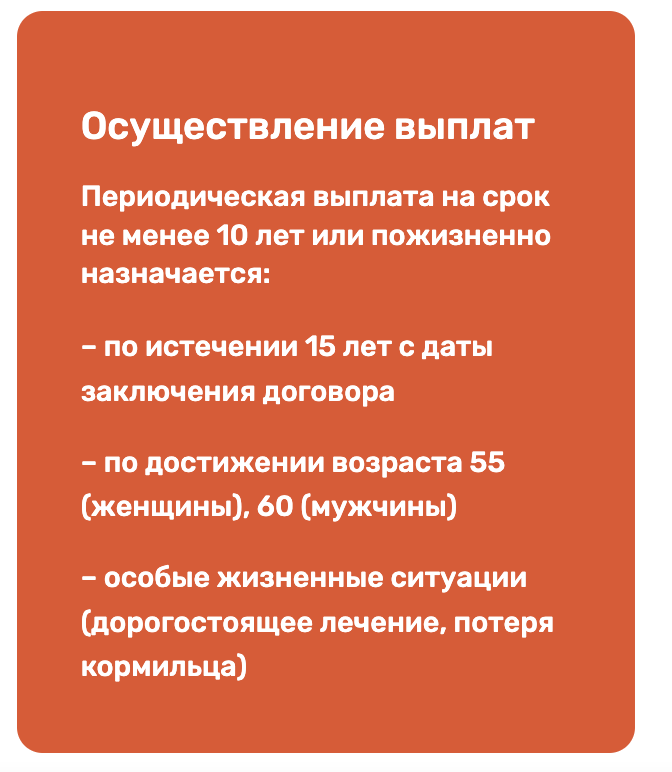 Осуществление выплат
Периодическая выплата на срок
не менее 10 лет или пожизненно
назначается:
– по истечении 15 лет с даты
заключения договора
– по достижении возраста 55
(женщины), 60 (мужчины)
– особые жизненные ситуации
(дорогостоящее лечение, потеря
кормильца)